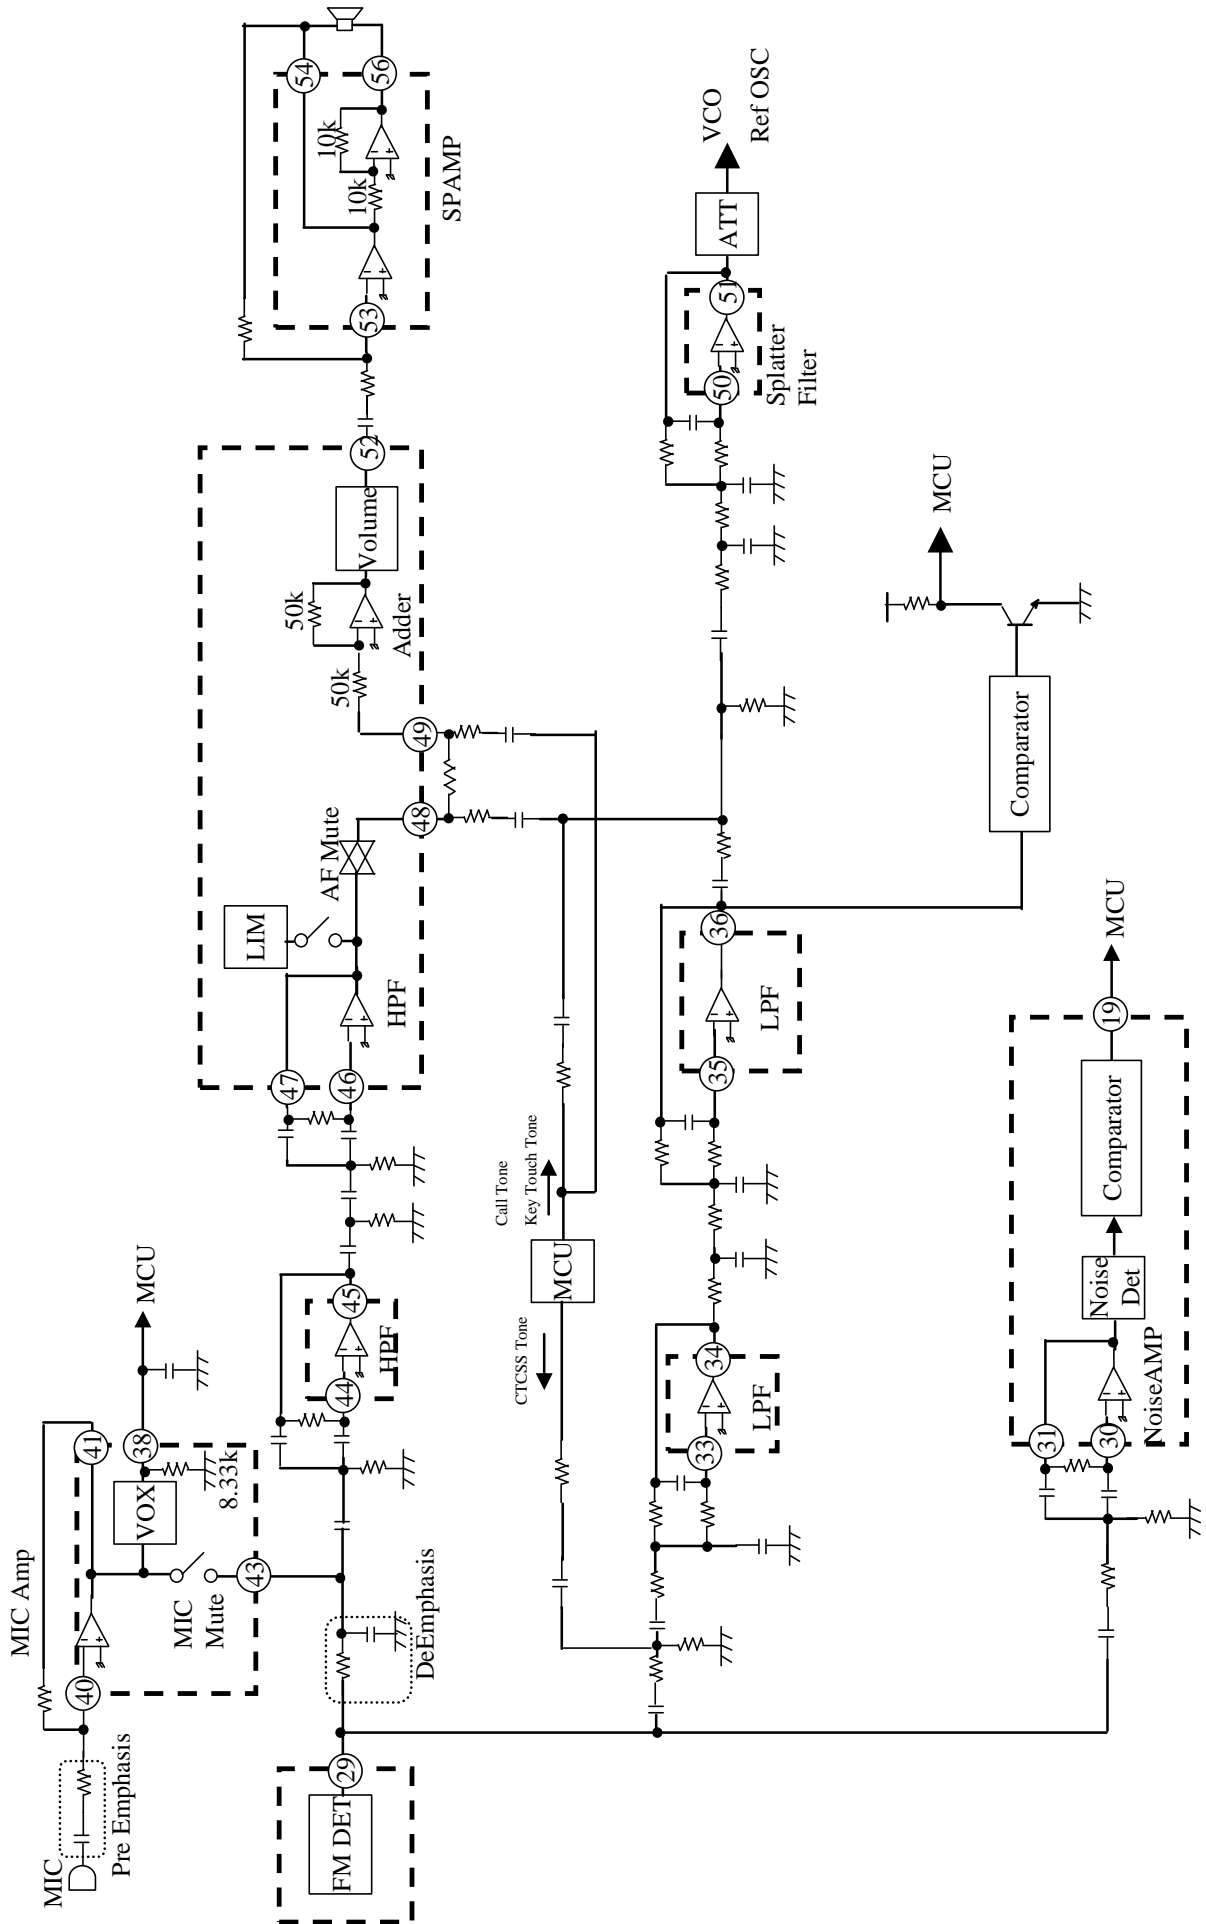 MIC
Pre Emphasis
40
MIC Amp
41
VOX
38
8.33k
MCU
MIC
Mute
43
FM DET
29
DeEmphasis
44
45
HPF
47
46
HPF
LIM
AF Mute
48
49
50k
50k
Adder
Volume
52
53
10k
10k
54
56
SPAMP
CTCSS Tone
MCU
Call Tone
Key Touch Tone
33
34
LPF
35
36
LPF
50
51
Splatter
Filter
ATT
VCO
Ref OSC
Comparator
MCU
31
30
NoiseAMP
Noise
Det
Comparator
19
MCU